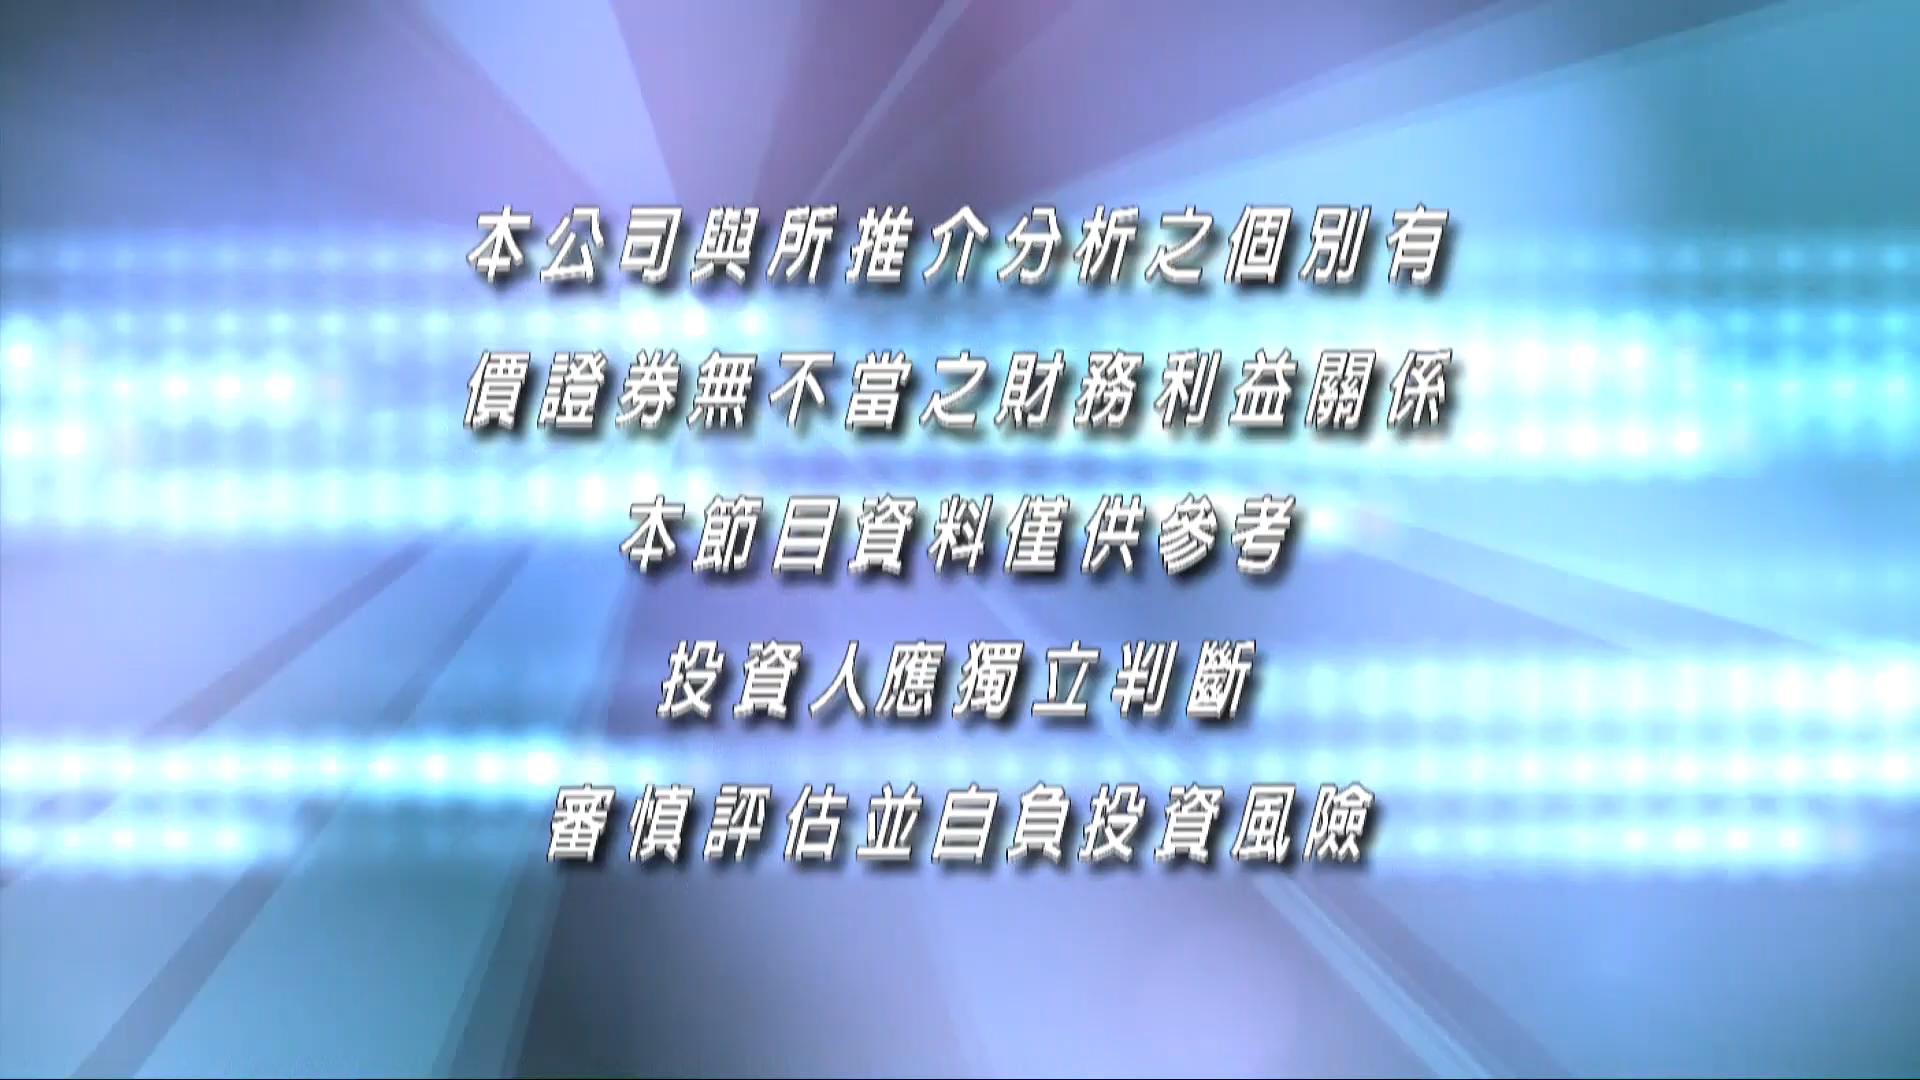 本公司與所推介分析之個別有
價證券無不當之財務利益關係
本節目資料僅供參考
投資人應獨立判斷
審慎評估並自負投資風險